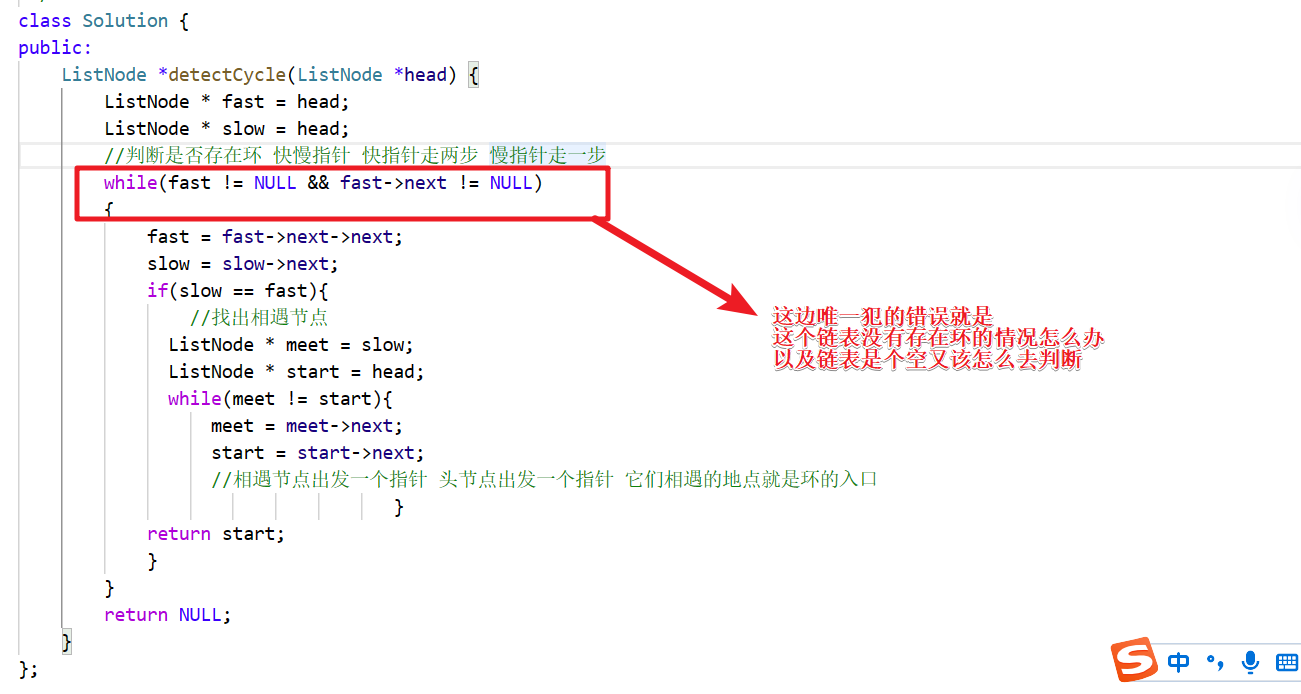 class Solution {
public:
ListNode *detectCycle(ListNode *head) {
ListNode * fast = head;
ListNode * slow = head;
//判断是否存在环 快慢指针 快指针走两步 慢指针走一步
while(fast != NULL && fast->next != NULL)
{
fast = fast->next->next;
slow = slow->next;
if(slow == fast){
//找出相遇节点
ListNode * meet = slow;
ListNode * start = head;
while(meet != start){
meet = meet->next;
start = start->next;
//相遇节点出发一个指针 头节点出发一个指针 它们相遇的地点就是环的入口
}
return start;
}
}
return NULL;
}
};
这边唯一犯的错误就是
这个链表没有存在环的情况怎么办
以及链表是个空又该怎么去判断
S 中 °,